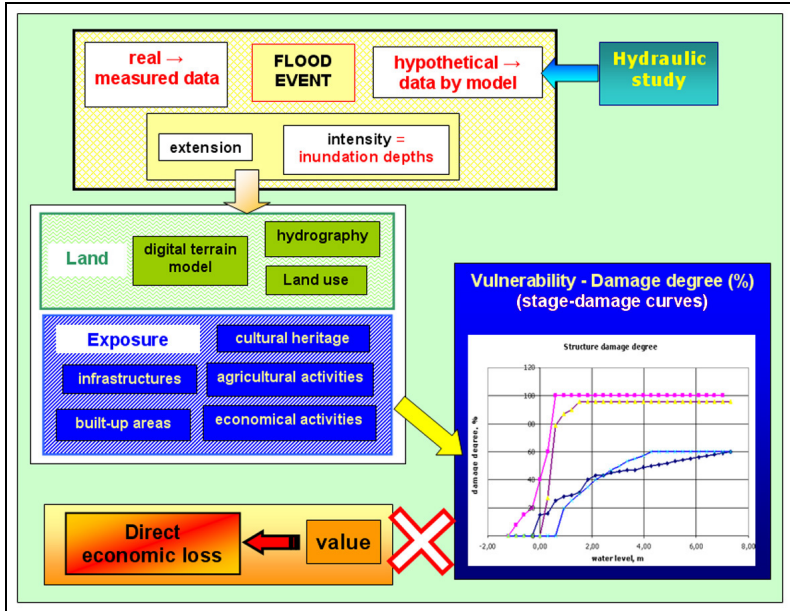 real →
measured data
FLOOD
EVENT
hypothetical →
data by model
Hydraulic
study
extension
intensity =
inundation depths
Land
digital terrain
model
hydrography
Land use
Exposure
cultural heritage
infrastructures
agricultural activities
built-up areas
economical activities
Vulnerability - Damage degree (%)
(stage-damage curves)
Structure damage degree
damage degree, %
120
100
80
60
40
20
0
-2,00
0,00
2,00
4,00
6,00
8,00
water level, m
Direct
economic loss
value